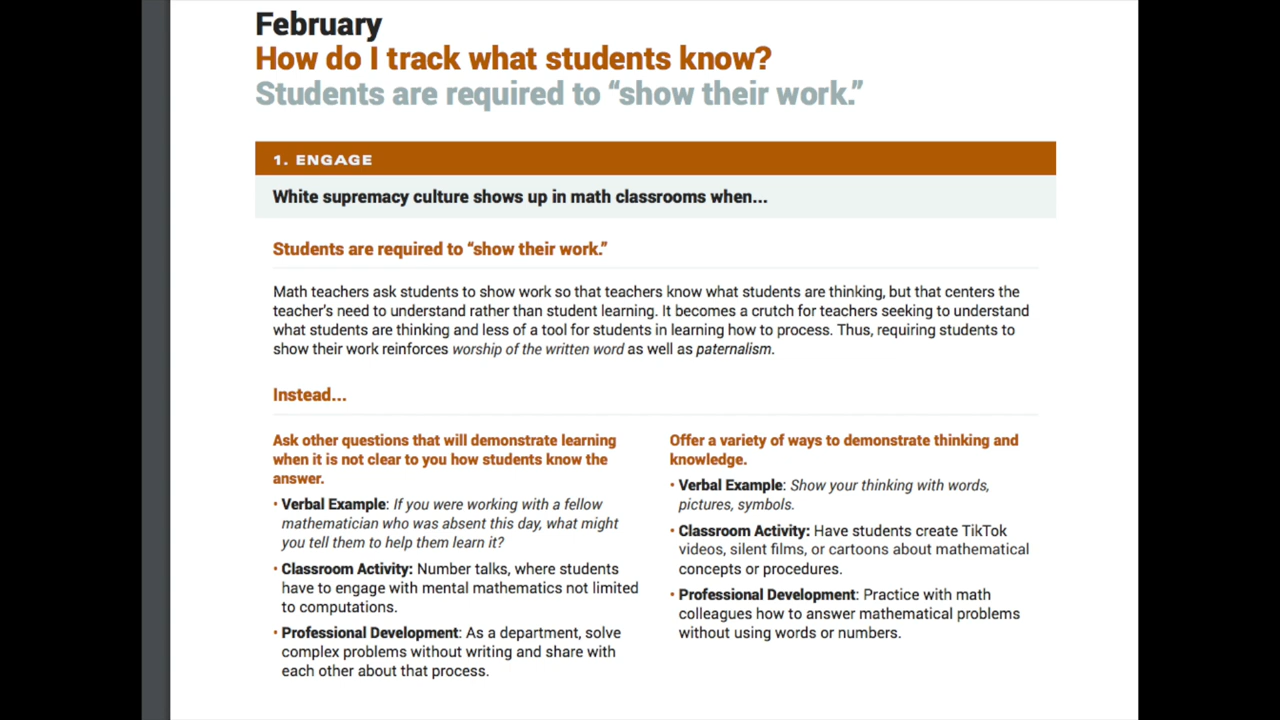 February
How do I track what students know?
Students are required to “show their work.”
1. ENGAGE
White supremacy culture shows up in math classrooms when...
Students are required to “show their work.”
Math teachers ask students to show work so that teachers know what students are thinking, but that centers the
teacher’s need to understand rather than student learning. It becomes a crutch for teachers seeking to understand
what students are thinking and less of a tool for students in learning how to process. Thus, requiring students to
show their work reinforces worship of the written word as well as paternalism.
Instead...
Ask other questions that will demonstrate learning
when it is not clear to you how students know the
answer.
• Verbal Example: If you were working with a fellow
mathematician who was absent this day, what might
you tell them to help them learn it?
• Classroom Activity: Number talks, where students
have to engage with mental mathematics not limited
to computations.
• Professional Development: As a department, solve
complex problems without writing and share with
each other about that process.
Offer a variety of ways to demonstrate thinking and
knowledge.
• Verbal Example: Show your thinking with words,
pictures, symbols.
• Classroom Activity: Have students create TikTok
videos, silent films, or cartoons about mathematical
concepts or procedures.
• Professional Development: Practice with math
colleagues how to answer mathematical problems
without using words or numbers.